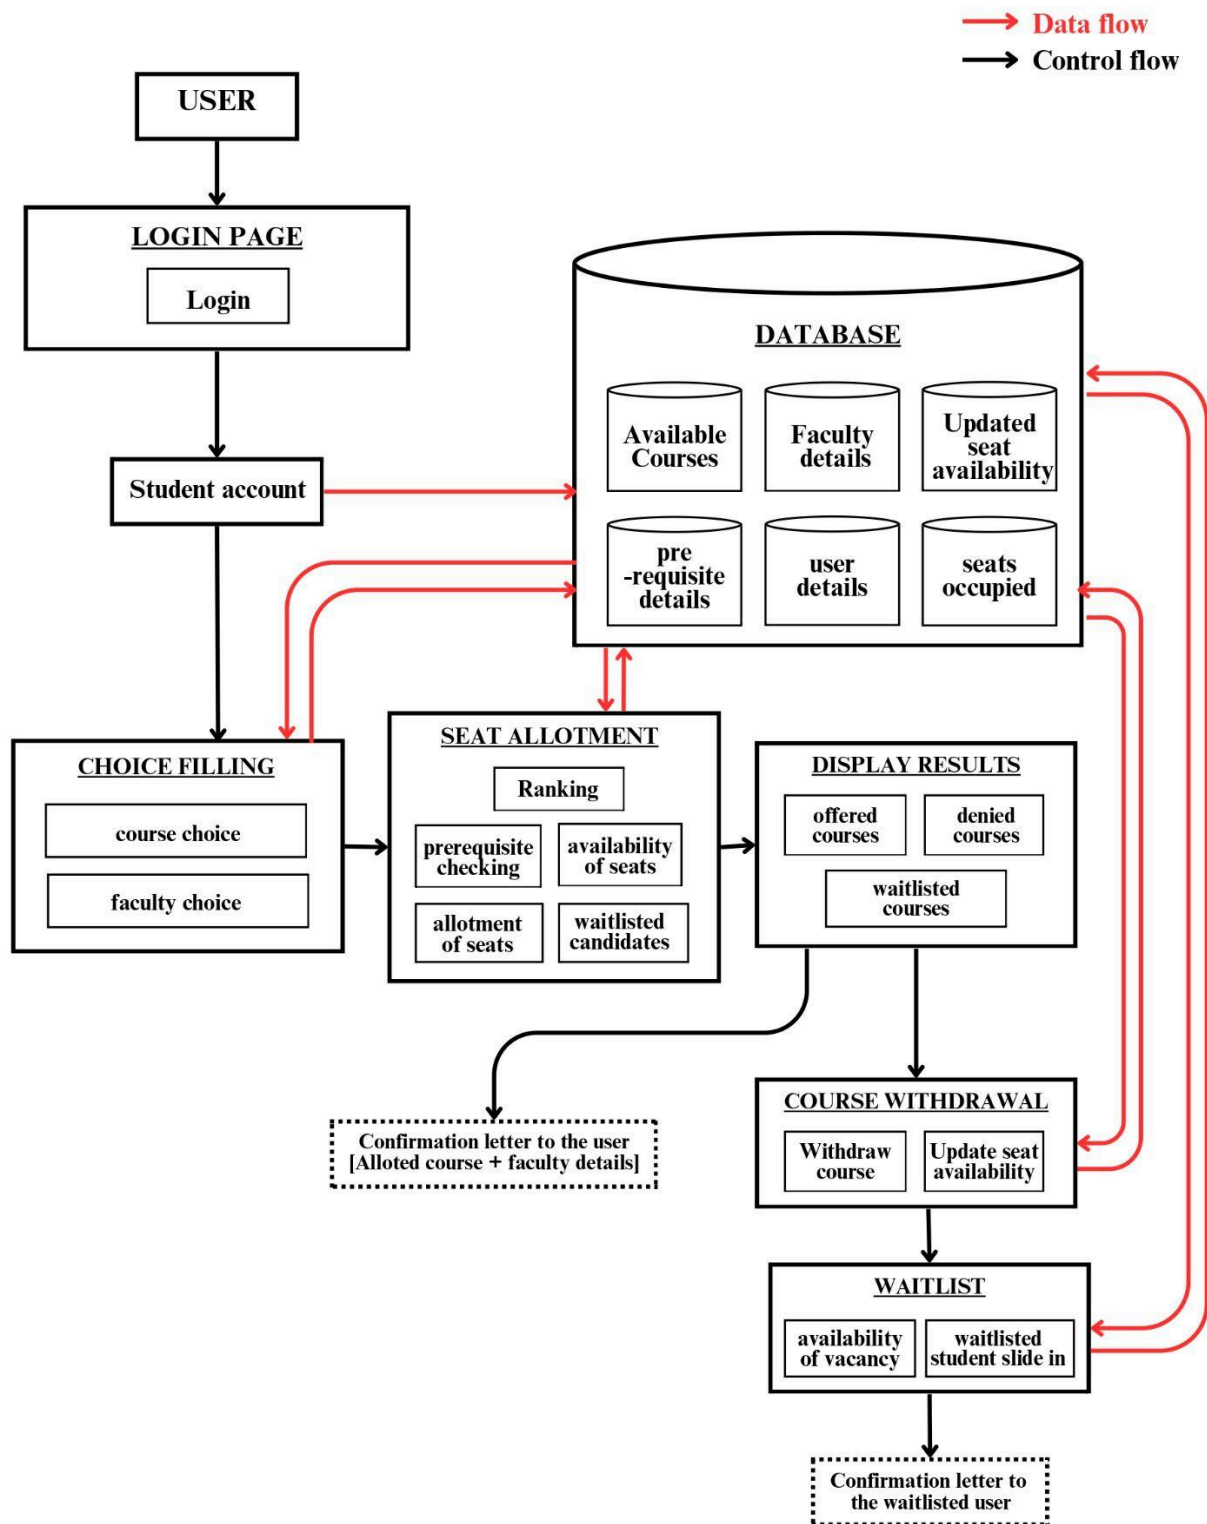 Data flow
Control flow
USER
LOGIN PAGE
Login
DATABASE
Available
Courses
Faculty
details
Updated
seat
availability
Student account
pre
-requisite
details
user
details
seats
occupied
CHOICE FILLING
course choice
faculty choice
SEAT ALLOTMENT
Ranking
prerequisite
checking
availability
of seats
allotment
of seats
waitlisted
candidates
DISPLAY RESULTS
offered
courses
denied
courses
waitlisted
courses
Confirmation letter to the user
[Alloted course + faculty details]
COURSE WITHDRAWAL
Withdraw
course
Update seat
availability
WAITLIST
availability
of vacancy
waitlisted
student slide in
Confirmation letter to
the waitlisted user